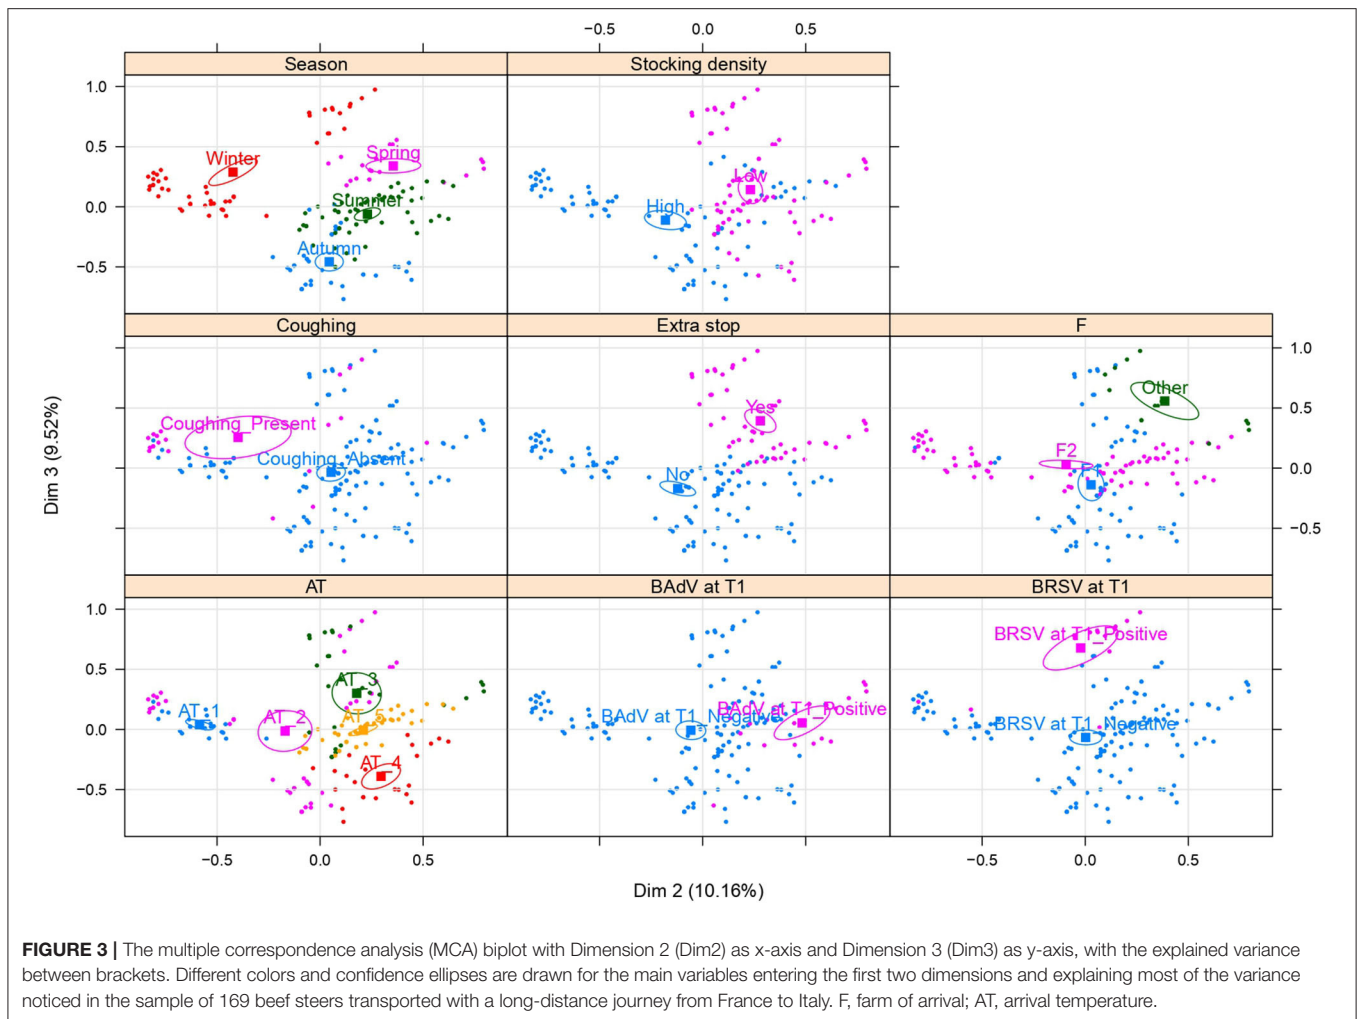 −0.5 0.0 0.5
Season Stocking density
1.0
0.5
0.0
−0.5
Winter
Spring
Summer
Autumn
High
Low
Coughing Extra stop F
Coughing_Present
Coughing_Absent
Yes
No
Other
F2
F1
1.0
0.5
0.0
−0.5
Dim 3 (9.52%)
AT BAdV at T1 BRSV at T1
1.0
0.5
0.0
−0.5
AT_1
AT_2
AT_3
AT_5
AT_4
BAdV at T1_Negative
BAdV at T1_Positive
BRSV at T1_Positive
BRSV at T1_Negative
−0.5 0.0 0.5 −0.5 0.0 0.5
Dim 2 (10.16%)
FIGURE 3 | The multiple correspondence analysis (MCA) biplot with Dimension 2 (Dim2) as x-axis and Dimension 3 (Dim3) as y-axis, with the explained variance
between brackets. Different colors and confidence ellipses are drawn for the main variables entering the first two dimensions and explaining most of the variance
noticed in the sample of 169 beef steers transported with a long-distance journey from France to Italy. F, farm of arrival; AT, arrival temperature.